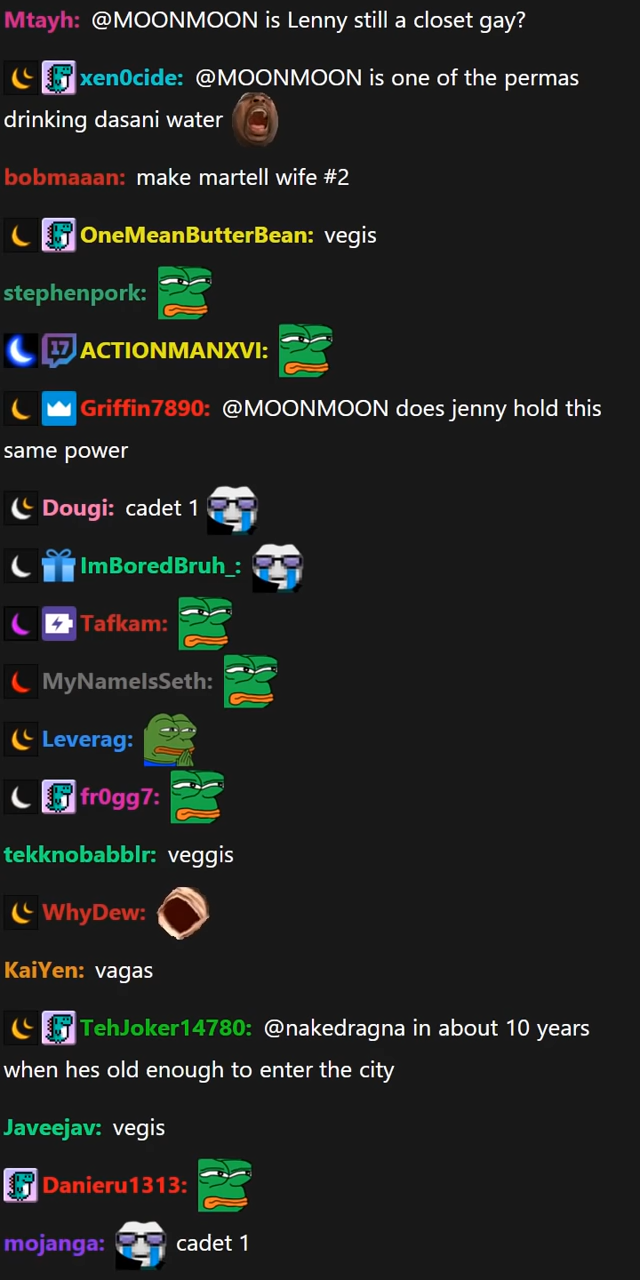 Mtayh: @MOONMOON is Lenny still a closet gay?
xen0cide: @MOONMOON is one of the permas
drinking dasani water
bobmaaan: make martell wife #2
OneMeanButterBean: vegis
stephenpork:
17 ACTIONMANXVI:
Griffin7890: @MOONMOON does jenny hold this
same power
Dougi: cadet 1
ImBoredBruh_:
Tafkam:
MyNameIsSeth:
Leverag:
fr0gg7:
tekknobabblr: veggis
WhyDew:
KaiYen: vagas
TehJoker14780: @nakedragna in about 10 years
when hes old enough to enter the city
Javeejav: vegis
Danieru1313:
mojanga: cadet 1